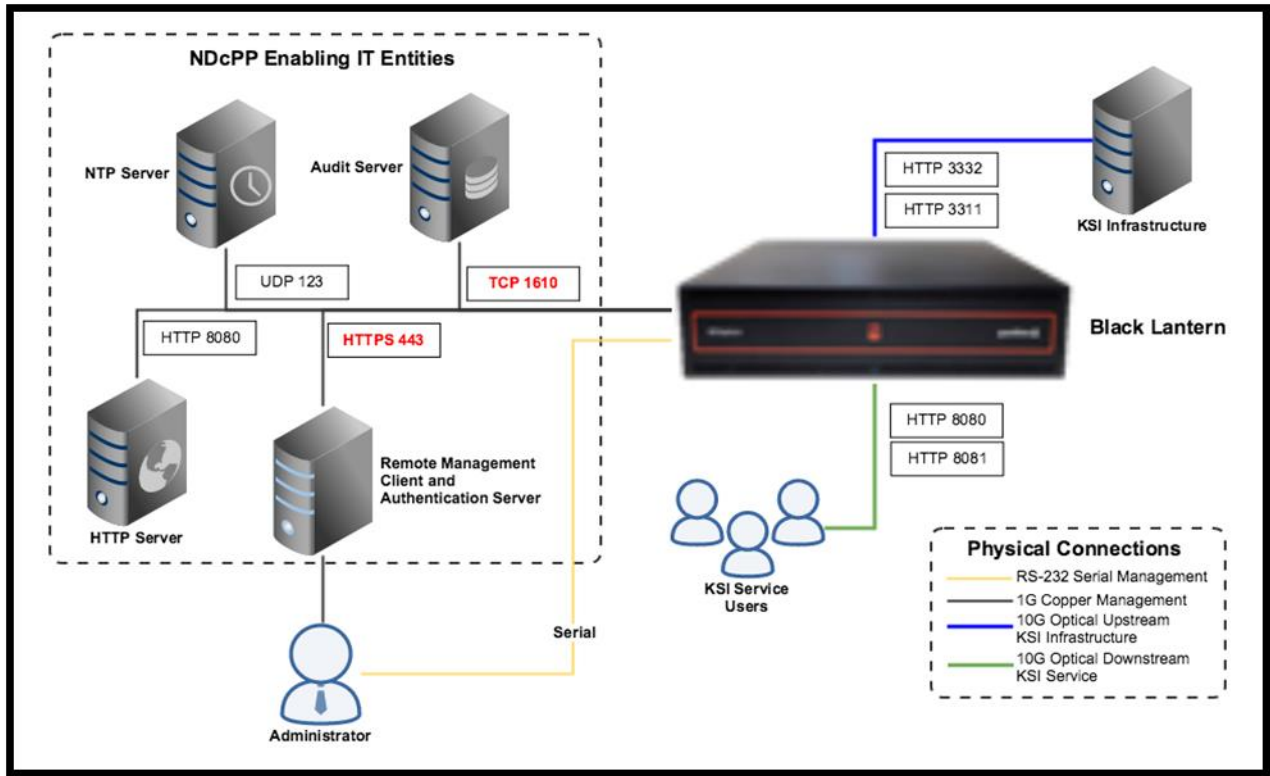 NDcPP Enabling IT Entities
NTP Server
Audit Server
UDP 123
TCP 1610
HTTP 8080
HTTPS 443
HTTP Server
Remote Management
Client and
Authentication Server
Administrator
Serial
HTTP 3332
HTTP 3311
KSI Infrastructure
Black Lantern
HTTP 8080
HTTP 8081
KSI Service
Users
Physical Connections
RS-232 Serial Management
1G Copper Management
10G Optical Upstream
KSI Infrastructure
10G Optical Downstream
KSI Service